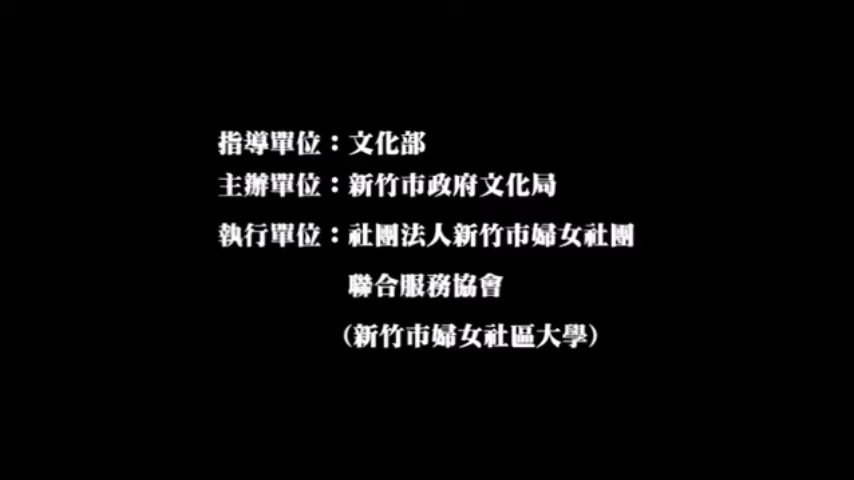 指導單位：文化部
主辦單位：新竹市政府文化局
執行單位：社團法人新竹市婦女社團
聯合服務協會
（新竹市婦女社區大學）